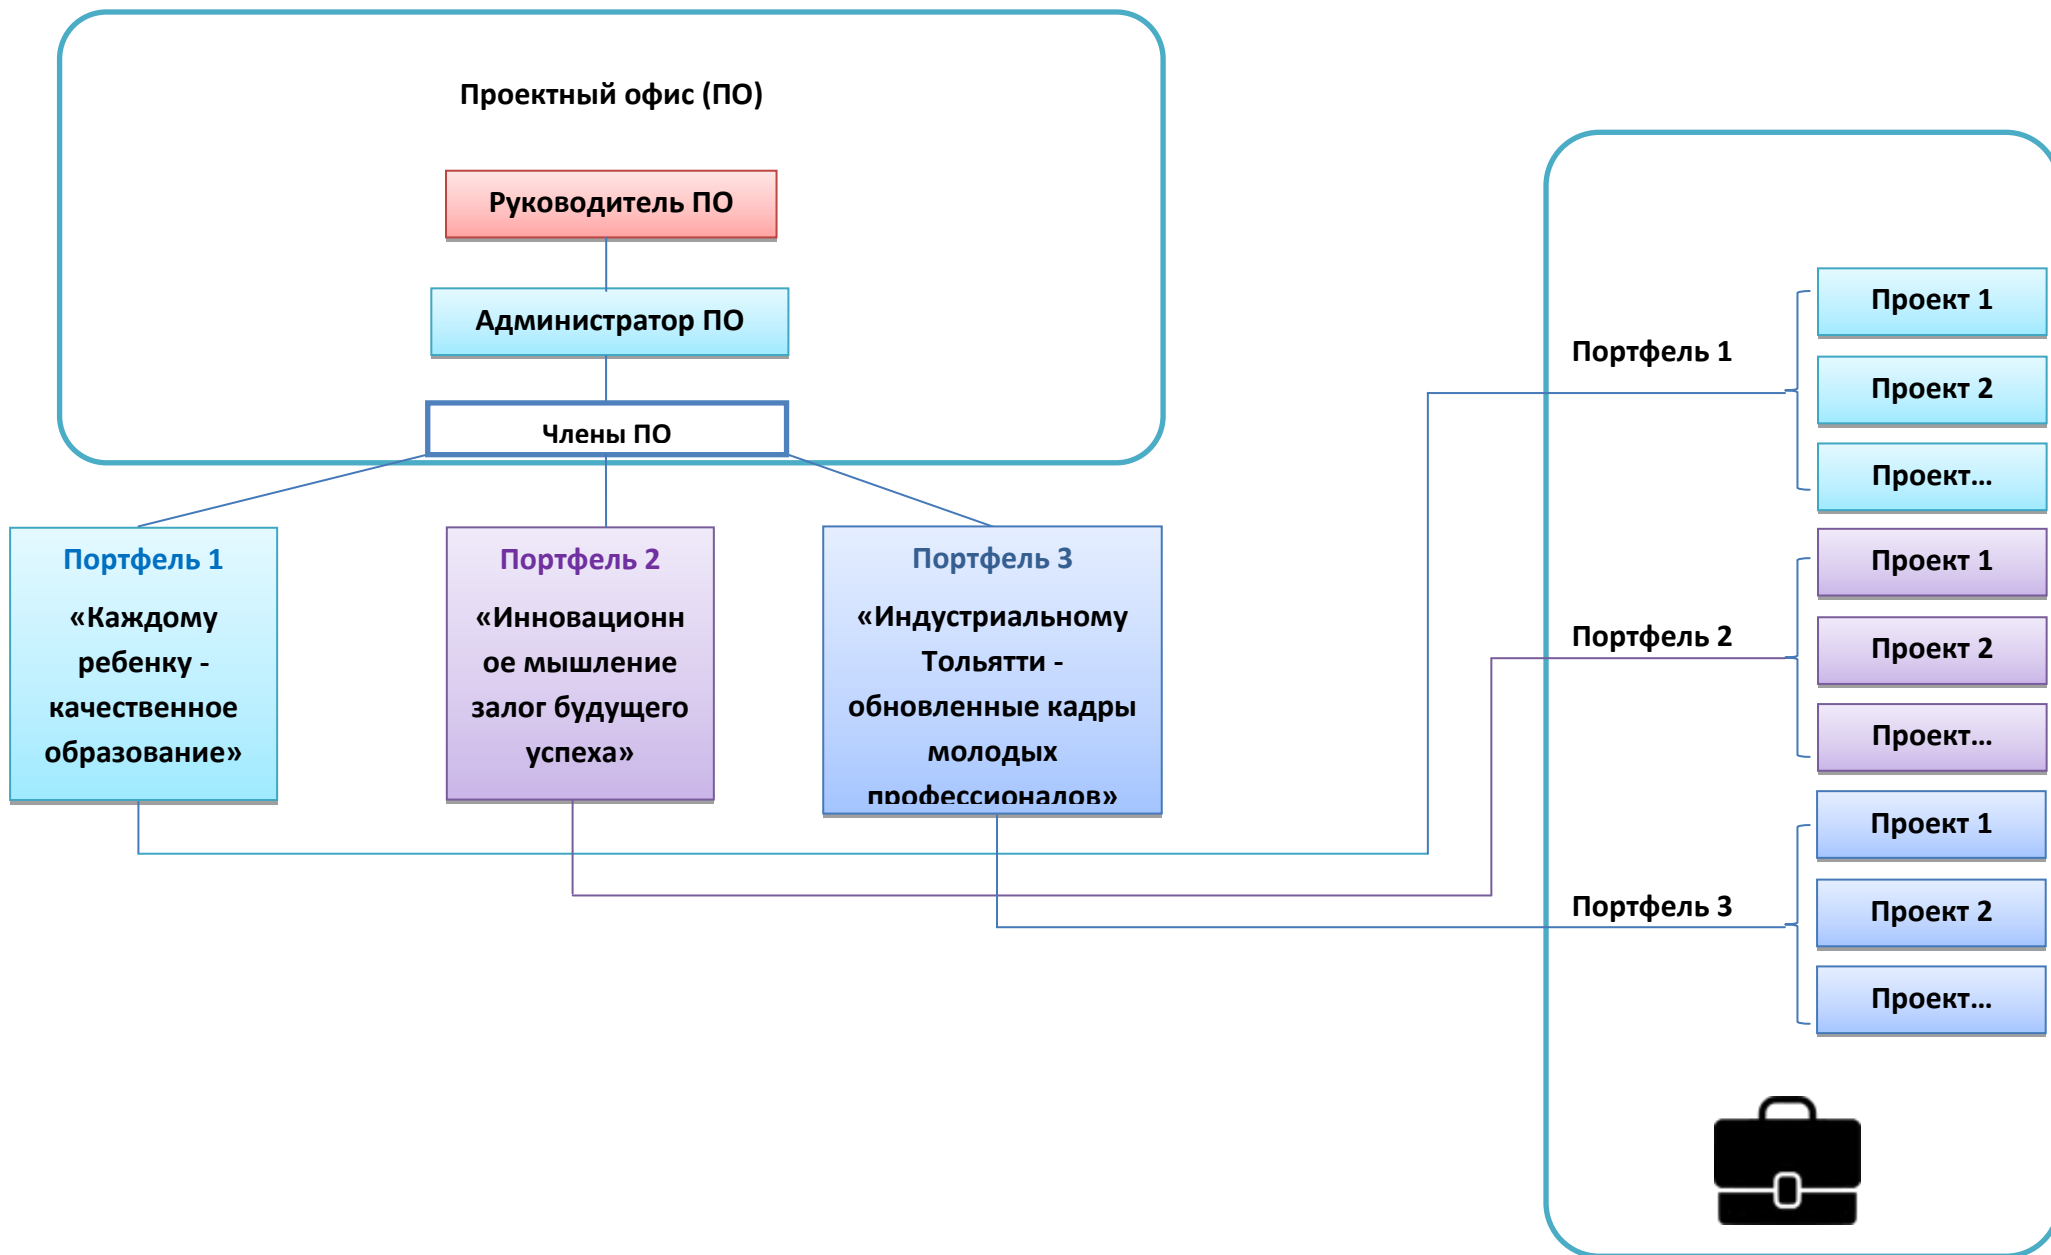 Проектный офис (ПО)
Руководитель ПО
Администратор ПО
Члены ПО
Портфель 1
«Каждому
ребенку -
качественное
образование»
Портфель 2
«Инновационн
ое мышление
залог будущего
успеха»
Портфель 3
«Индустриальному
Тольятти -
обновленные кадры
молодых
профессионалов»
Портфель 1
Проект 1
Проект 2
Проект...
Портфель 2
Проект 1
Проект 2
Проект...
Портфель 3
Проект 1
Проект 2
Проект...